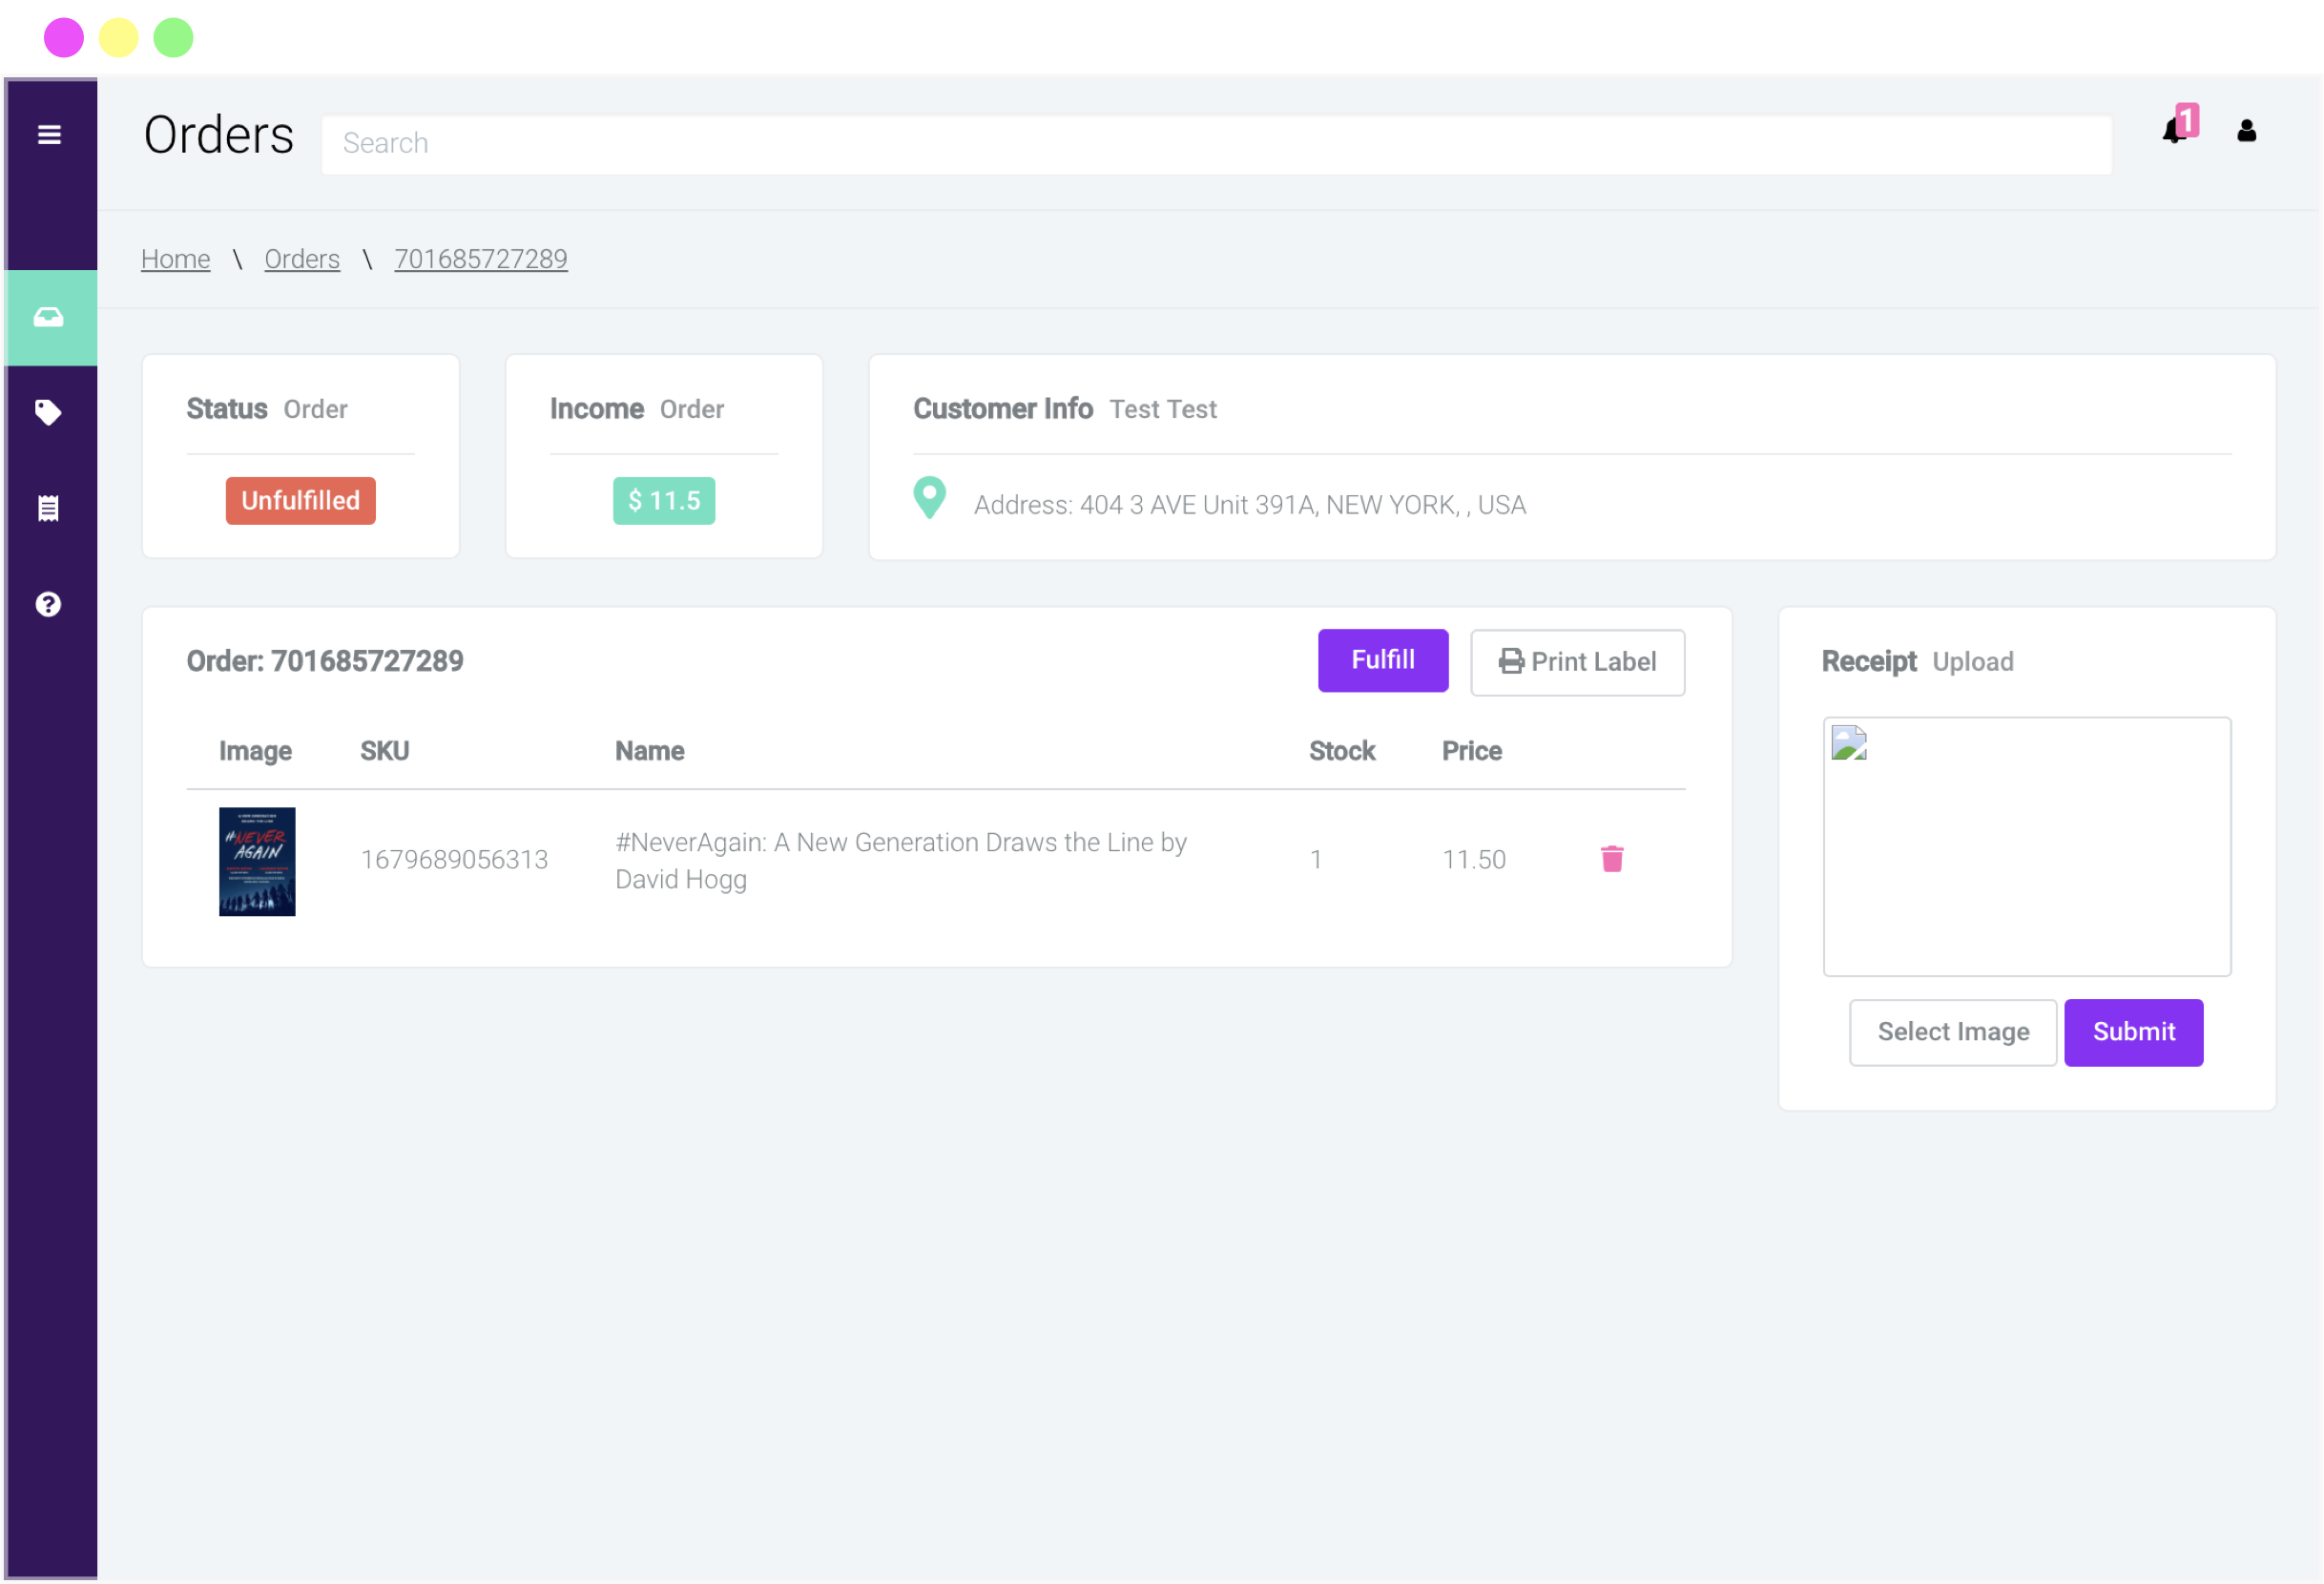 Orders
Search
1
Home \ Orders \ 701685727289
Status Order
Unfulfilled
Income Order
$ 11.5
Customer Info Test Test
Address: 404 3 AVE Unit 391A, NEW YORK, , USA
Order: 701685727289
Fulfill
Print Label
Image SKU Name Stock Price
#NEVER
AGAIN
1679689056313
#NeverAgain: A New Generation Draws the Line by
David Hogg
1
11.50
Receipt Upload
Select Image
Submit